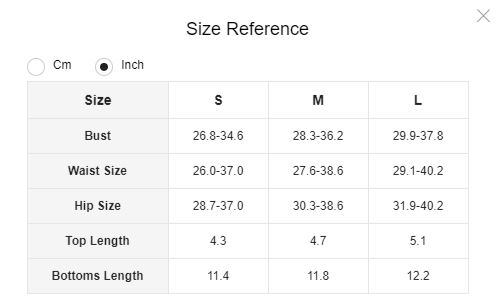 Size Reference
Cm Inch
Size S M L
Bust 26.8-34.6 28.3-36.2 29.9-37.8
Waist Size 26.0-37.0 27.6-38.6 29.1-40.2
Hip Size 28.7-37.0 30.3-38.6 31.9-40.2
Top Length 4.3 4.7 5.1
Bottoms Length 11.4 11.8 12.2